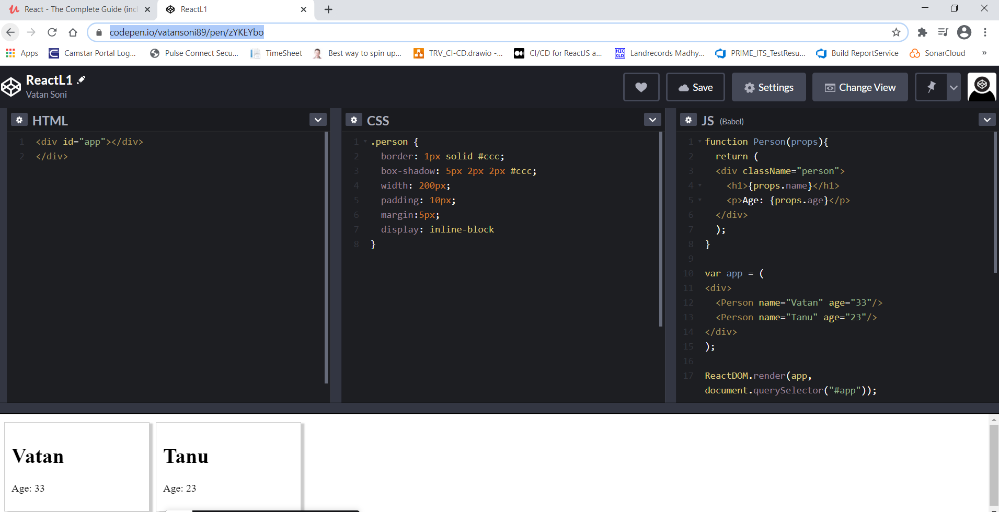 React - The Complete Guide (incl
ReactL1
codepen.io/vatansoni89/pen/zYKEYbo
Apps
Camstar Portal Log...
Pulse Connect Secu...
TimeSheet
Best way to spin up...
TRV_CI-CD.drawio -...
CI/CD for ReactJS a...
NIC
CLR
Landrecords Madhy...
PRIME_ITS_TestResu...
Build ReportService
SonarCloud
»
ReactL1
Vatan Soni
Save
Settings
Change View
HTML
1 <div id="app"></div>
2 </div>
CSS
1 .person {
2 border: 1px solid #ccc;
3 box-shadow: 5px 2px 2px #ccc;
4 width: 200px;
5 padding: 10px;
6 margin:5px;
7 display: inline-block
8 }
JS (Babel)
1 function Person(props){
2 return (
3 <div className="person">
4 <h1>{props.name}</h1>
5 <p>Age: {props.age}</p>
6 </div>
7 );
8 }
9
10 var app = (
11 <div>
12 <Person name="Vatan" age="33"/>
13 <Person name="Tanu" age="23"/>
14 </div>
15 );
16
17 ReactDOM.render(app,
document.querySelector("#app"));
Vatan
Age: 33
Tanu
Age: 23